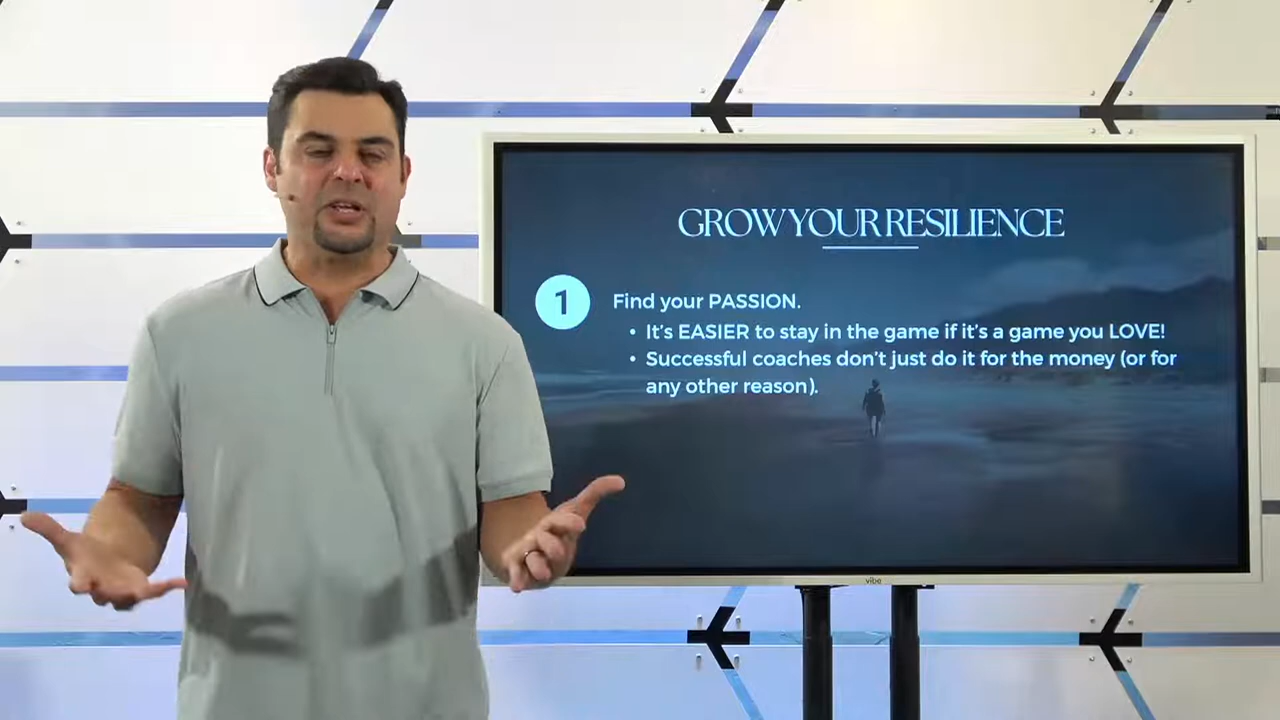 GROW YOUR RESILIENCE
1
Find your PASSION.
• It's EASIER to stay in the game if it's a game you LOVE!
• Successful coaches don't just do it for the money (or for
any other reason).
vibe